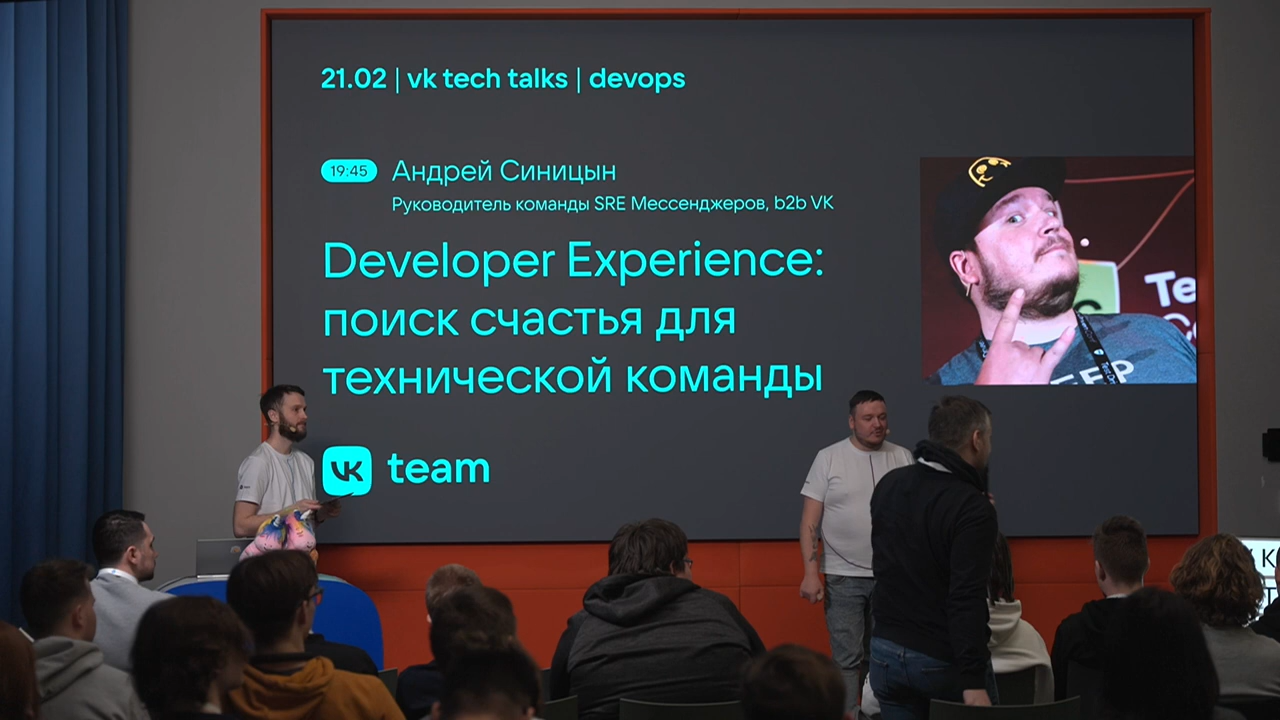 21.02 | vk tech talks | devops
19:45 Андрей Синицын
Руководитель команды SRE Мессенджеров, b2b VK
Developer Experience:
поиск счастья для
технической команды
VK team